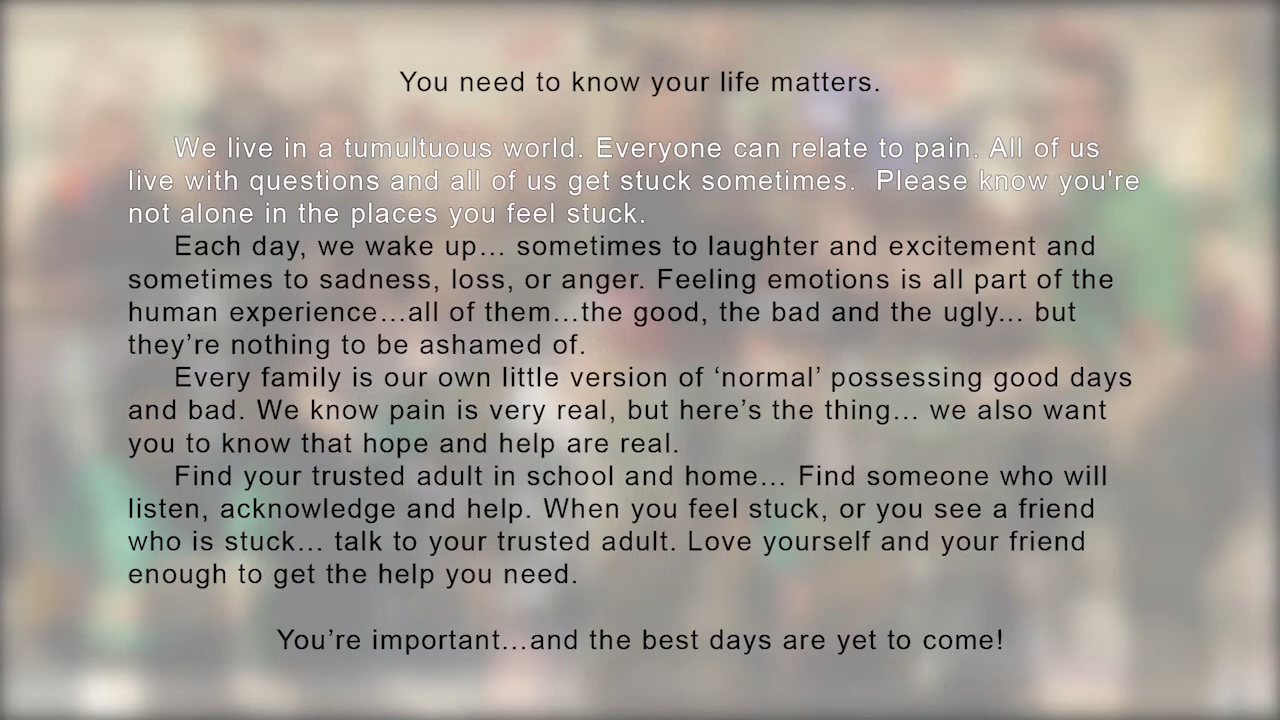 You need to know your life matters.
We live in a tumultuous world. Everyone can relate to pain. All of us
live with questions and all of us get stuck sometimes.  Please know you're
not alone in the places you feel stuck.
Each day, we wake up... sometimes to laughter and excitement and
sometimes to sadness, loss, or anger. Feeling emotions is all part of the
human experience...all of them...the good, the bad and the ugly... but
they’re nothing to be ashamed of.
Every family is our own little version of ‘normal’ possessing good days
and bad. We know pain is very real, but here’s the thing... we also want
you to know that hope and help are real.
Find your trusted adult in school and home... Find someone who will
listen, acknowledge and help. When you feel stuck, or you see a friend
who is stuck... talk to your trusted adult. Love yourself and your friend
enough to get the help you need.
You’re important...and the best days are yet to come!